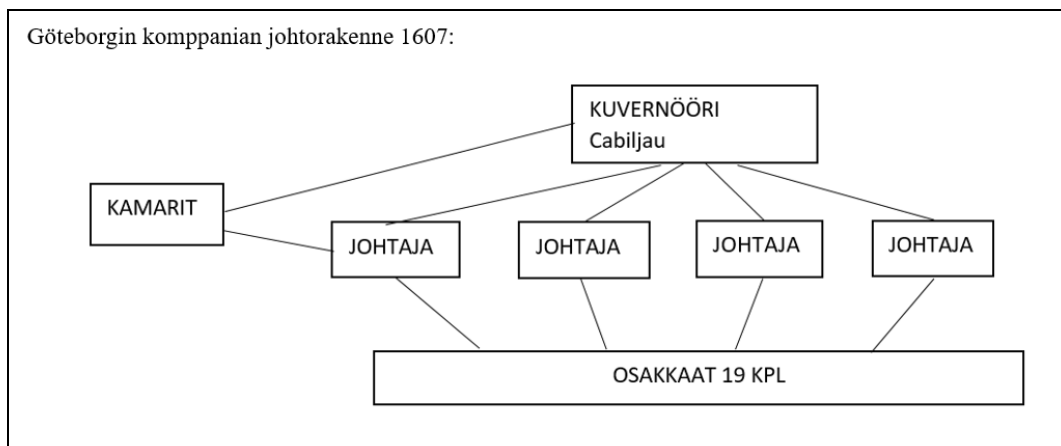 Göteborgin komppanian johtorakenne 1607:
KUVERNÖÖRI
Cabiljau
KAMARIT
JOHTAJA
JOHTAJA
JOHTAJA
JOHTAJA
OSAKKAAT 19 KPL